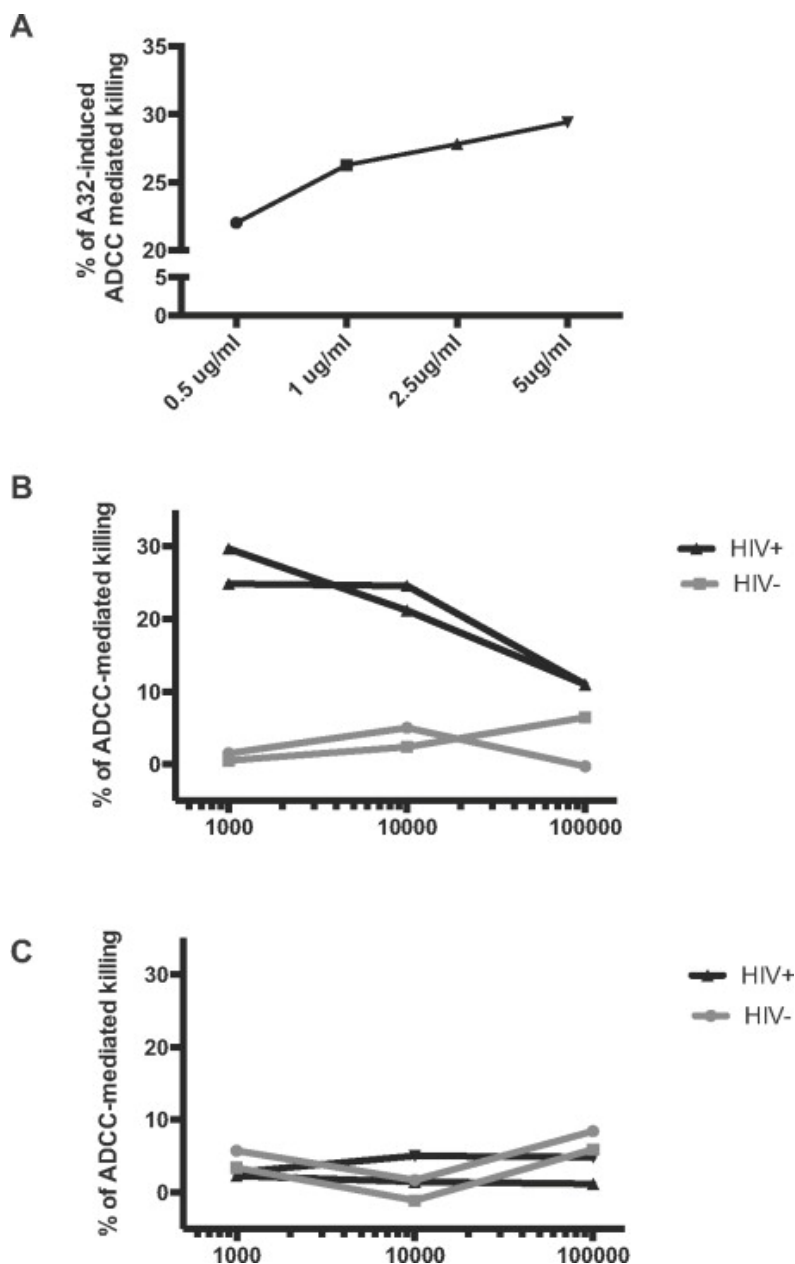 A
% of A32-induced
ADCC mediated killing
35
30
25
20
5
0
0.5 ug/ml
1 ug/ml
2.5ug/ml
5ug/ml
B
% of ADCC-mediated killing
30
20
10
0
1000
10000
100000
HIV+
HIV-
C
% of ADCC-mediated killing
30
20
10
0
1000
10000
100000
HIV+
HIV-